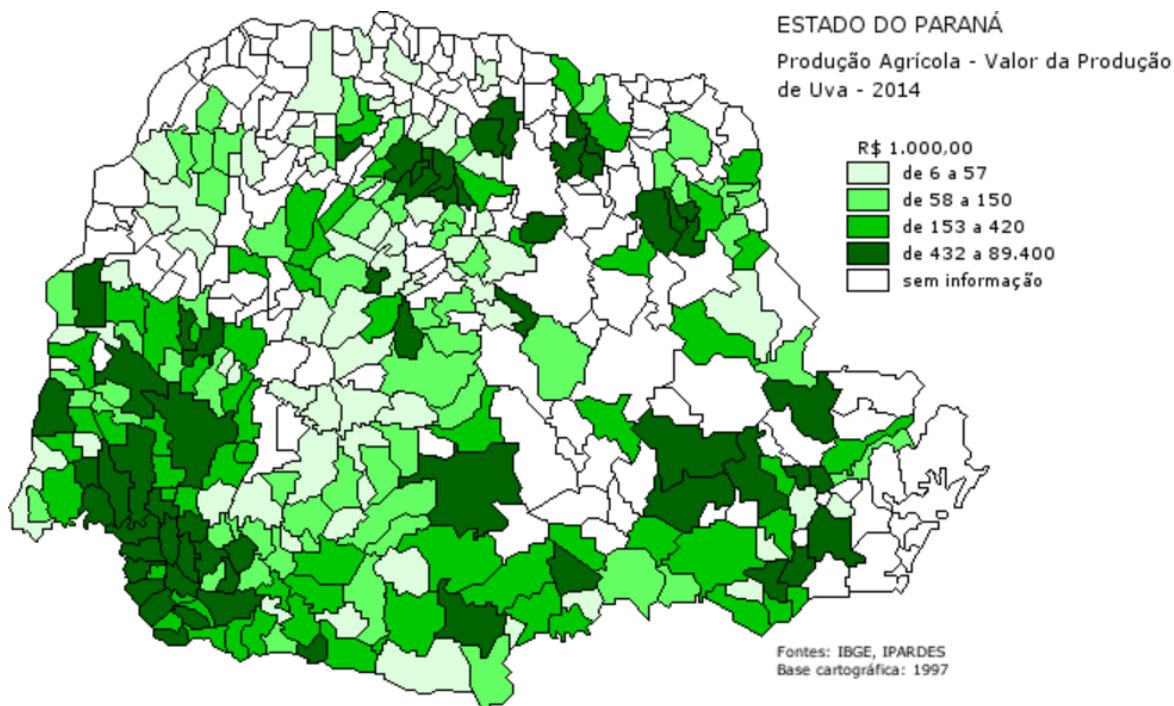 ESTADO DO PARANÁ
Produção Agrícola - Valor da Produção
de Uva - 2014
R$ 1.000,00
de 6 a 57
de 58 a 150
de 153 a 420
de 432 a 89.400
sem informação
Fontes: IBGE, IPARDES
Base cartográfica: 1997